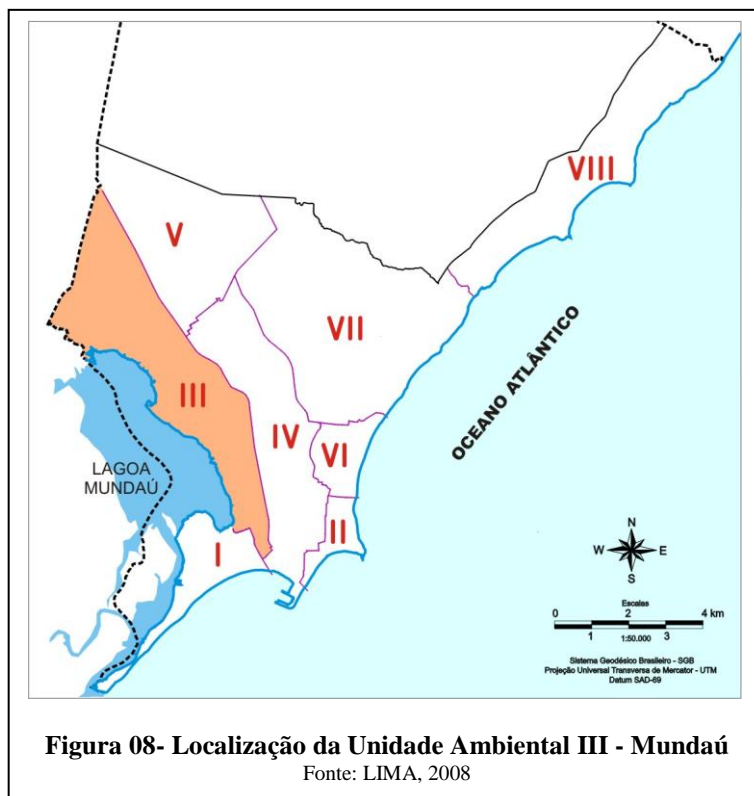 VIII
V
VII
III
IV
VI
LAGOA
MUNDAÚ
II
I
OCEANO ATLÂNTICO
N
W E
S
Escalas
0 2 4 km
1 3
1:50.000
Sistema Geodésico Brasileiro - SGB
Projeção Universal Transversa de Mercator - UTM
Datum SAD-69
Figura 08- Localização da Unidade Ambiental III - Mundaú
Fonte: LIMA, 2008